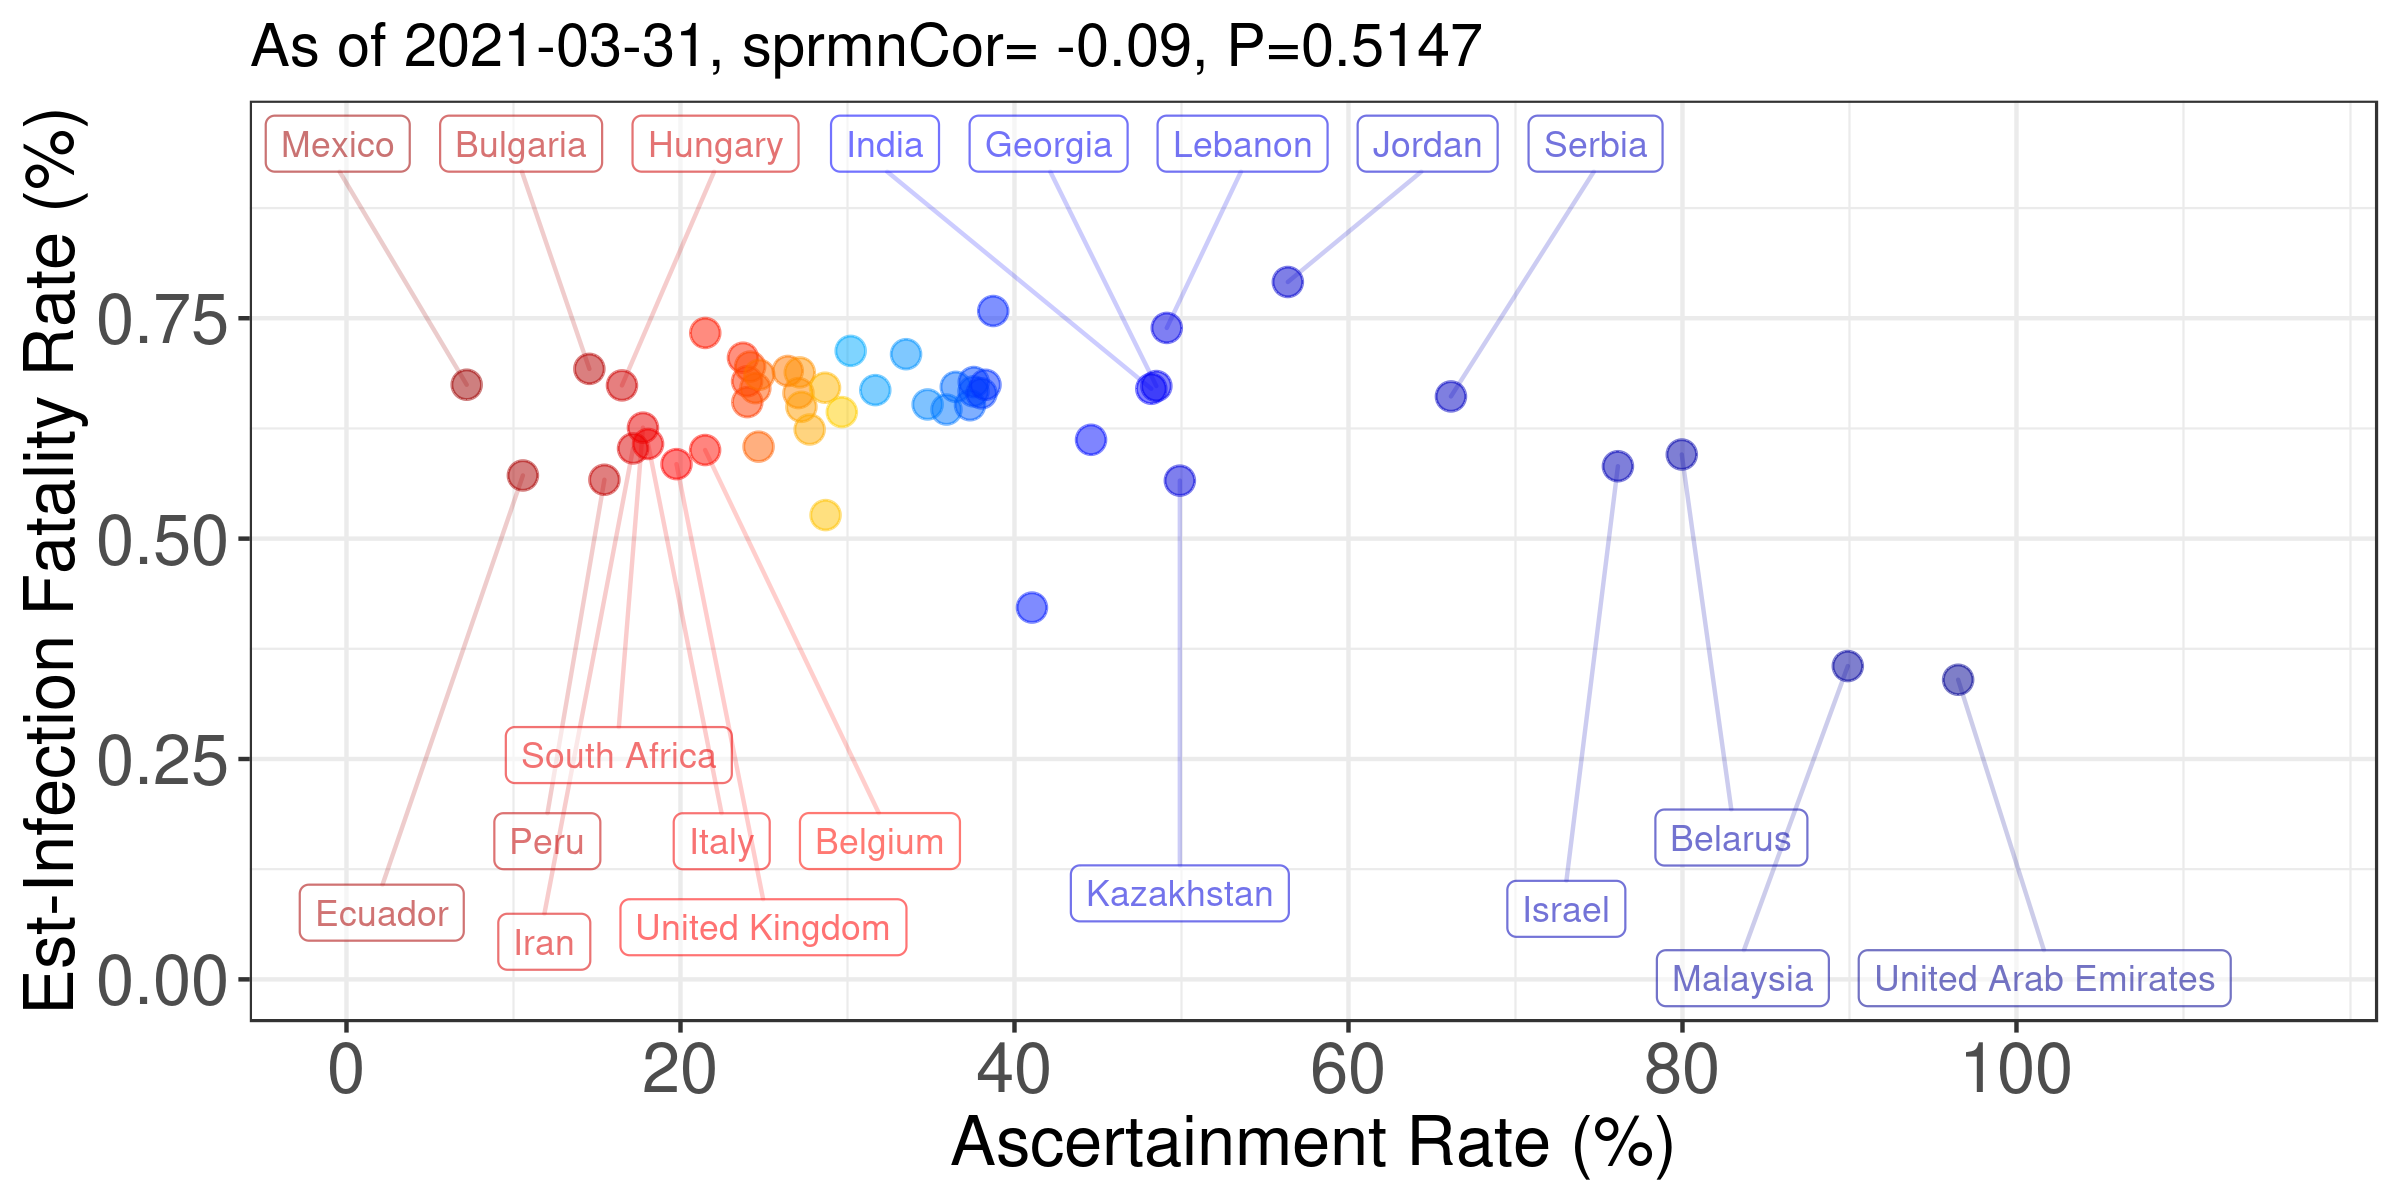 As of 2021-03-31, sprmnCor= -0.09, P=0.5147
Est-Infection Fatality Rate (%)
Mexico
Bulgaria
Hungary
India
Georgia
Lebanon
Jordan
Serbia
0.75
0.50
0.25
0.00
South Africa
Peru
Italy
Belgium
Belarus
Kazakhstan
Ecuador
Israel
Iran
United Kingdom
Malaysia
United Arab Emirates
0
20
40
60
80
100
Ascertainment Rate (%)